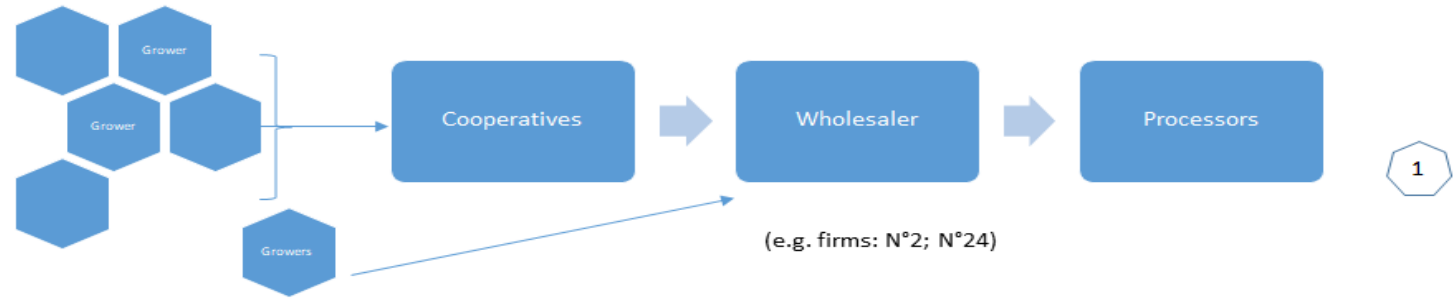 Grower
Grower
Growers
Cooperatives
Wholesaler
Processors
1
(e.g. firms: N°2; N°24)